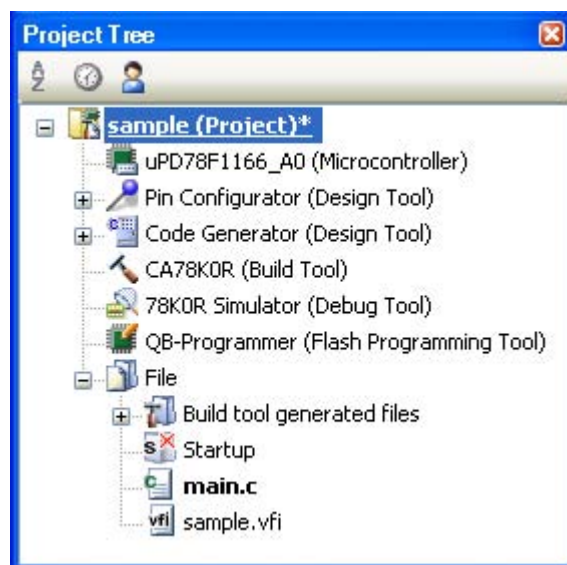 Project Tree
sample (Project)*
uPD78F1166_A0 (Microcontroller)
Pin Configurator (Design Tool)
Code Generator (Design Tool)
CA78K0R (Build Tool)
78K0R Simulator (Debug Tool)
QB-Programmer (Flash Programming Tool)
File
Build tool generated files
Startup
main.c
sample.vfi